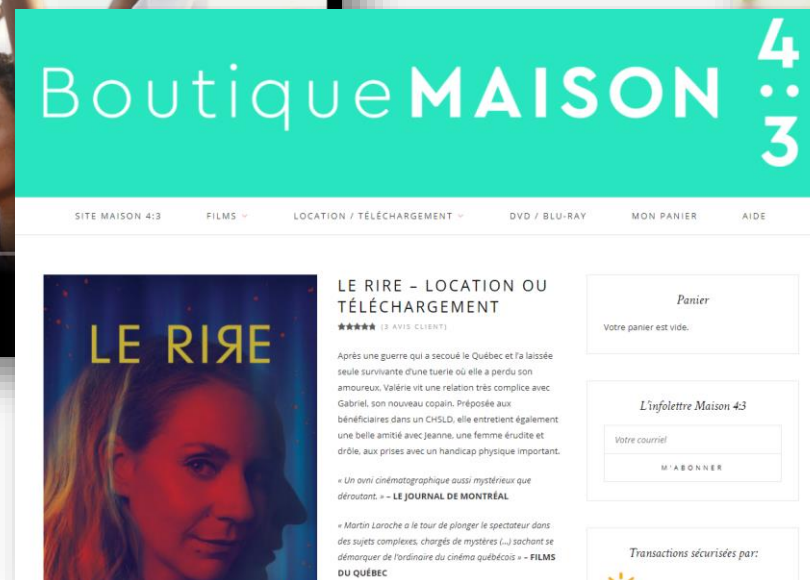 Boutique MAISON 4:3
SITE MAISON 4:3 FILMS LOCATION / TÉLÉCHARGEMENT DVD / BLU-RAY MON PANIER AIDE
LE RIRE
LE RIRE – LOCATION OU
TÉLÉCHARGEMENT
(3 AVIS CLIENT)
Après une guerre qui a secoué le Québec et l'a laissée
seule survivante d'une tuerie où elle a perdu son
amoureux, Valérie vit une relation très complice avec
Gabriel, son nouveau copain. Préposée aux
bénéficiaires dans un CHSLD, elle entretient également
une belle amitié avec Jeanne, une femme érudite et
drôle, aux prises avec un handicap physique important.
« Un ovni cinématographique aussi mystérieux que
déroutant. » – LE JOURNAL DE MONTRÉAL
« Martin Laroche a le tour de plonger le spectateur dans
des sujets complexes, chargés de mystères (...) sachant se
démarquer de l'ordinaire du cinéma québécois » – FILMS
DU QUÉBEC
Panier
Votre panier est vide.
L'infolettre Maison 4:3
Votre courriel
M'ABONNER
Transactions sécurisées par: